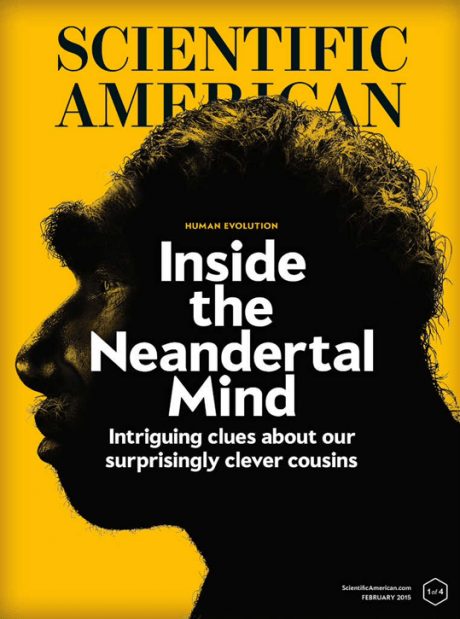 SCIENTIFIC
AMERICAN
HUMAN EVOLUTION
Inside
the
Neandertal
Mind
Intriguing clues about our
surprisingly clever cousins
ScientificAmerican.com
FEBRUARY 2015
1 of 4